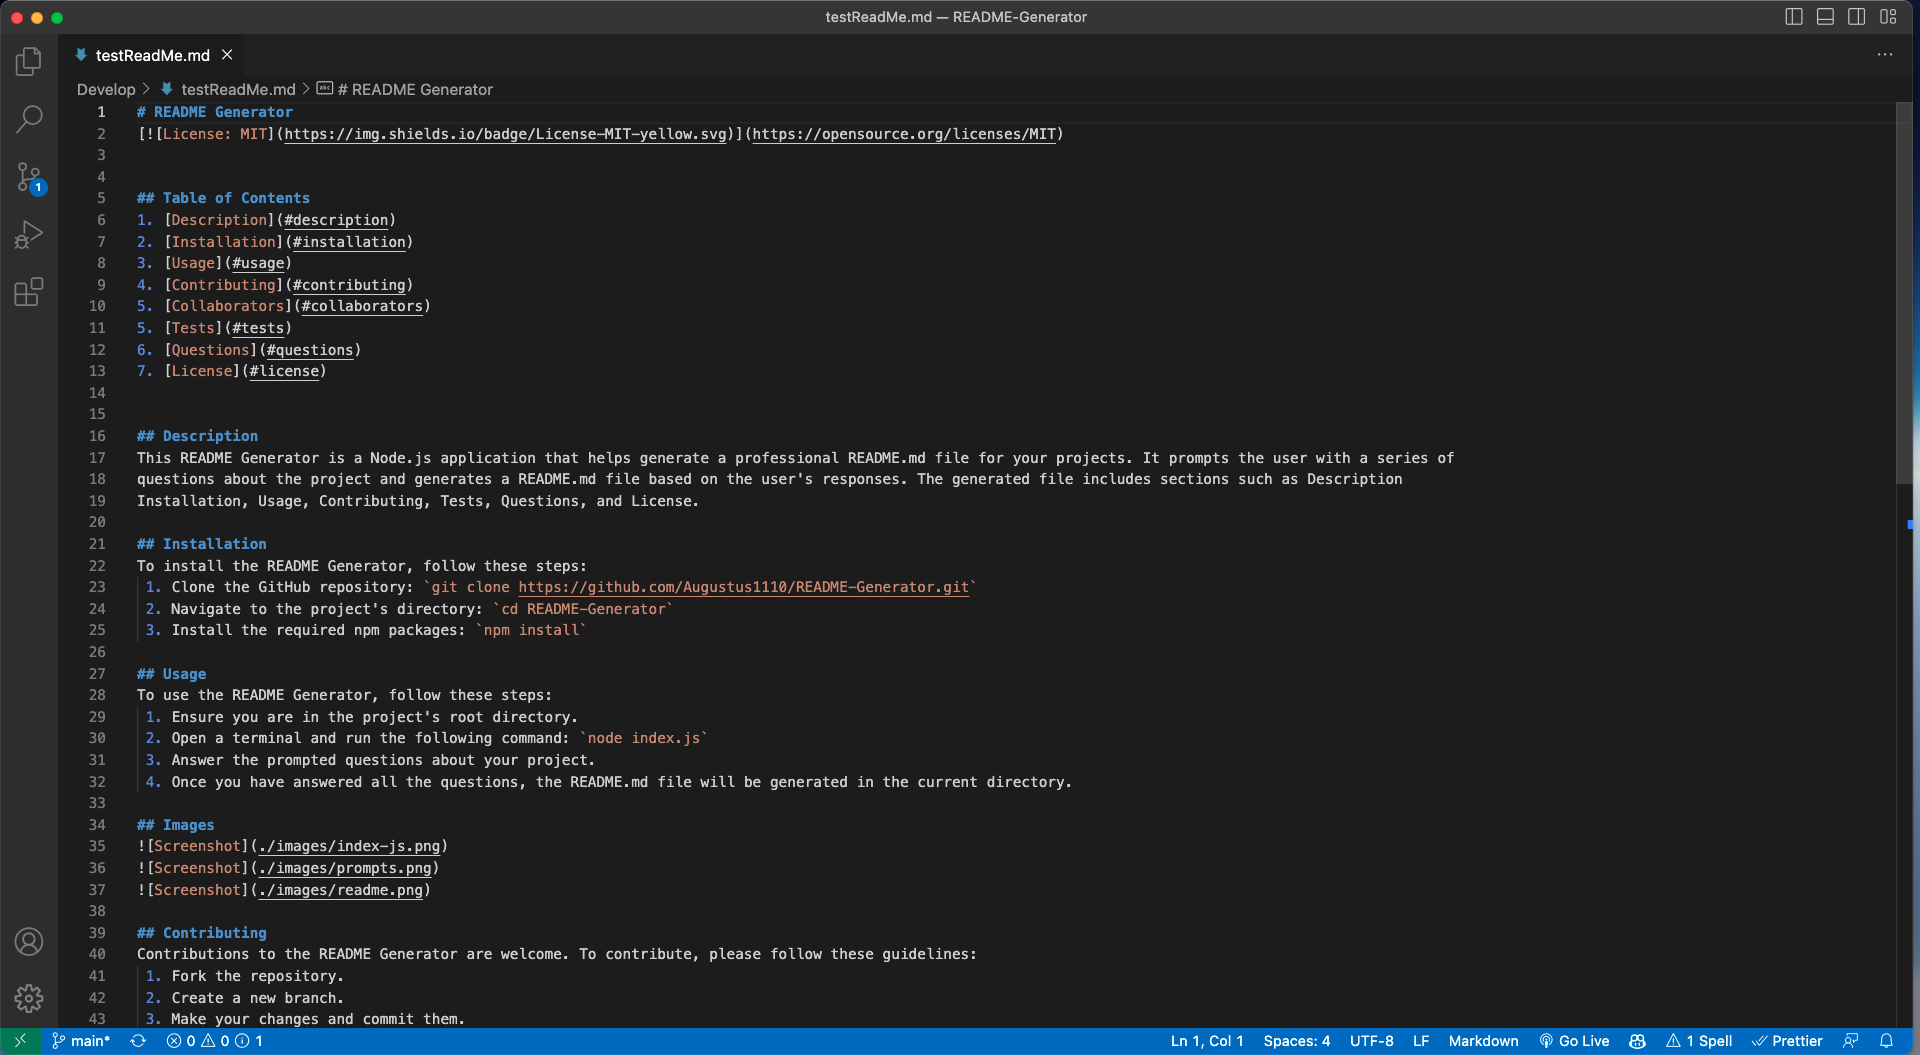 testReadMe.md — README-Generator
testReadMe.md
Develop > testReadMe.md > # README Generator
1 # README Generator
2 [![License: MIT](https://img.shields.io/badge/License-MIT-yellow.svg)](https://opensource.org/licenses/MIT)
3
4
5 ## Table of Contents
6 1. [Description](#description)
7 2. [Installation](#installation)
8 3. [Usage](#usage)
9 4. [Contributing](#contributing)
10 5. [Collaborators](#collaborators)
11 5. [Tests](#tests)
12 6. [Questions](#questions)
13 7. [License](#license)
14
15
16 ## Description
17 This README Generator is a Node.js application that helps generate a professional README.md file for your projects. It prompts the user with a series of
18 questions about the project and generates a README.md file based on the user's responses. The generated file includes sections such as Description
19 Installation, Usage, Contributing, Tests, Questions, and License.
20
21 ## Installation
22 To install the README Generator, follow these steps:
23 1. Clone the GitHub repository: `git clone https://github.com/Augustus1110/README-Generator.git`
24 2. Navigate to the project's directory: `cd README-Generator`
25 3. Install the required npm packages: `npm install`
26
27 ## Usage
28 To use the README Generator, follow these steps:
29 1. Ensure you are in the project's root directory.
30 2. Open a terminal and run the following command: `node index.js`
31 3. Answer the prompted questions about your project.
32 4. Once you have answered all the questions, the README.md file will be generated in the current directory.
33
34 ## Images
35 ![Screenshot](./images/index-js.png)
36 ![Screenshot](./images/prompts.png)
37 ![Screenshot](./images/readme.png)
38
39 ## Contributing
40 Contributions to the README Generator are welcome. To contribute, please follow these guidelines:
41 1. Fork the repository.
42 2. Create a new branch.
43 3. Make your changes and commit them.
1
main* 0 0 1 Ln 1, Col 1 Spaces: 4 UTF-8 LF Markdown Go Live 1 Spell Prettier